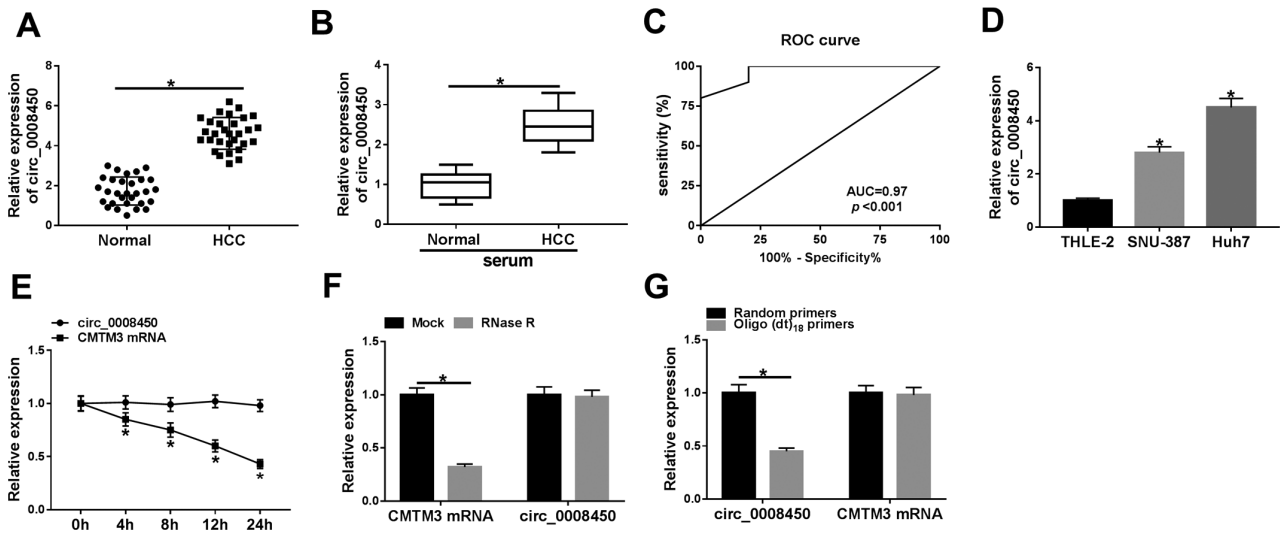 A
Relative expression
of circ_0008450
8
6
4
2
0
*
Normal
HCC
B
Relative expression
of circ_0008450
4
3
2
1
0
*
Normal
HCC
serum
C
ROC curve
sensitivity (%)
100
75
50
25
0
AUC=0.97
p <0.001
0
25
50
75
100
100% - Specificity%
D
Relative expression
of circ_0008450
6
4
2
0
*
*
THLE-2
SNU-387
Huh7
E
circ_0008450
CMTM3 mRNA
Relative expression
1.5
1.0
0.5
0.0
*
*
*
*
0h
4h
8h
12h
24h
F
Mock
RNase R
Relative expression
1.5
1.0
0.5
0.0
*
CMTM3 mRNA
circ_0008450
G
Random primers
Oligo (dt)18 primers
Relative expression
1.5
1.0
0.5
0.0
*
circ_0008450
CMTM3 mRNA